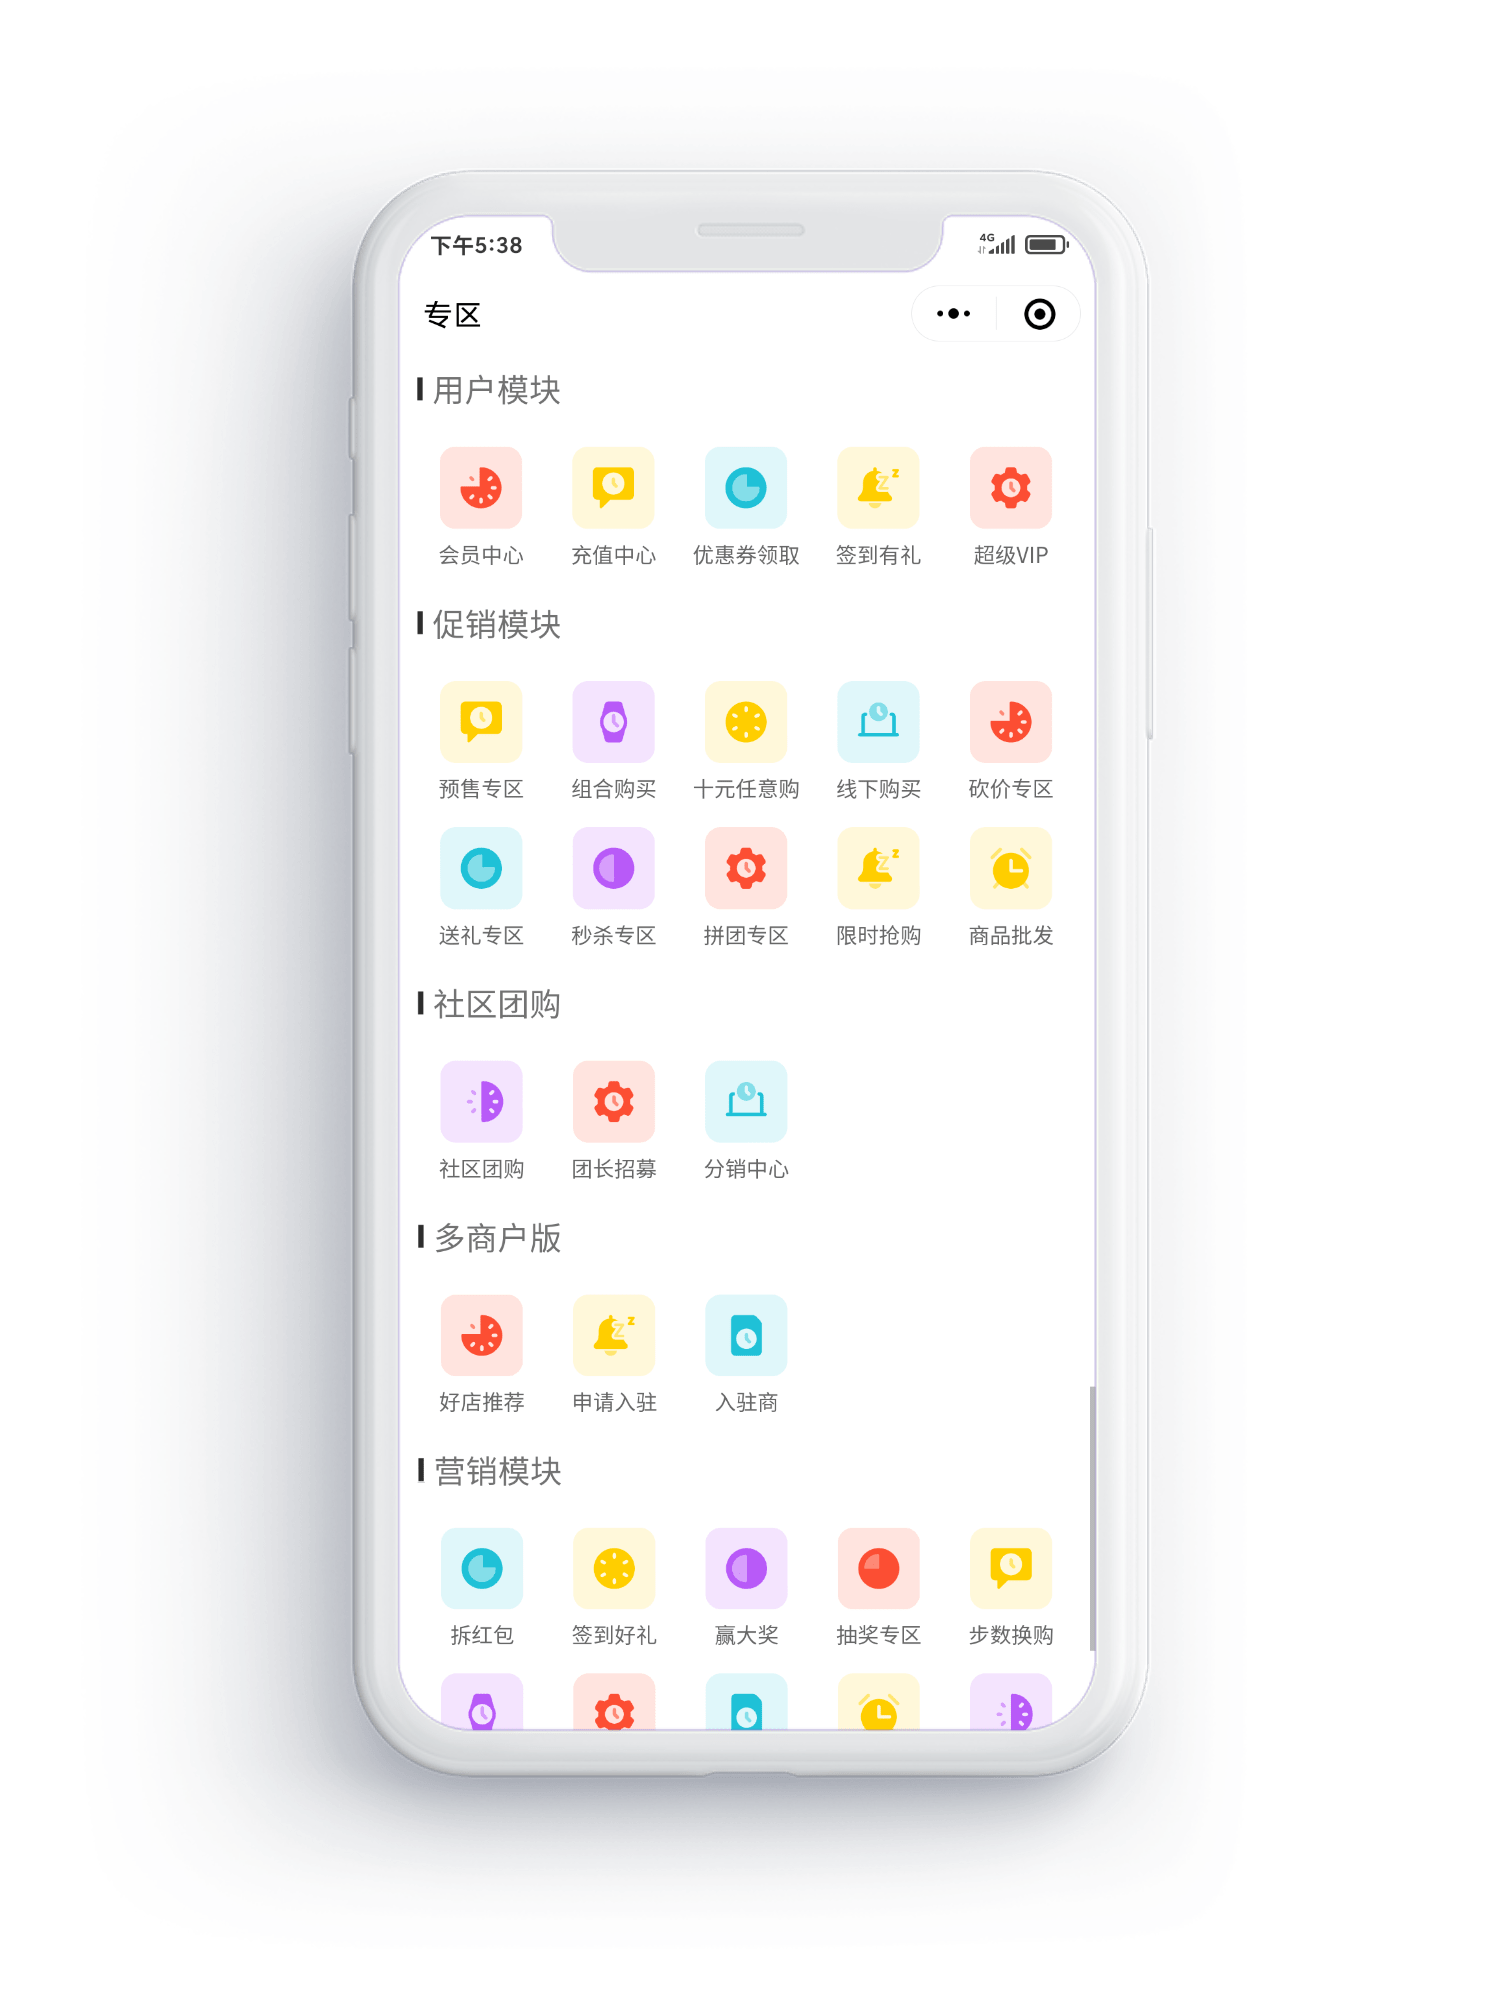 下午5:38
4G
专区
用户模块
会员中心 充值中心 优惠券领取 签到有礼 超级VIP
促销模块
预售专区 组合购买 十元任意购 线下购买 砍价专区
送礼专区 秒杀专区 拼团专区 限时抢购 商品批发
社区团购
社区团购 团长招募 分销中心
多商户版
好店推荐 申请入驻 入驻商
营销模块
拆红包 签到好礼 赢大奖 抽奖专区 步数换购